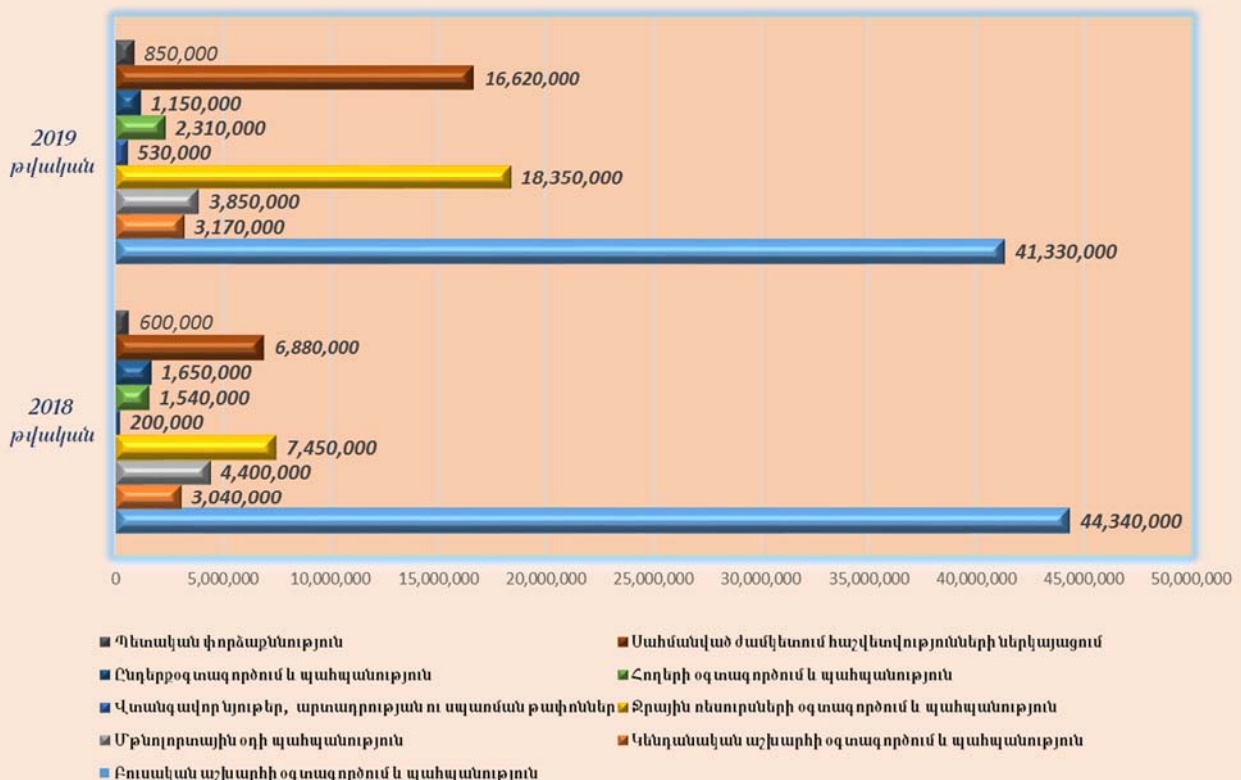 850,000
16,620,000
1,150,000
2,310,000
2019
թվական
530,000
18,350,000
3,850,000
3,170,000
41,330,000
600,000
6,880,000
1,650,000
1,540,000
2018
թվական
200,000
7,450,000
4,400,000
3,040,000
44,340,000
0 5,000,000 10,000,000 15,000,000 20,000,000 25,000,000 30,000,000 35,000,000 40,000,000 45,000,000 50,000,000
Պետական փորձաքննություն
Սահմանված ժամկետում հաշվետվությունների ներկայացում
Ընդերքօգտագործում և պահպանություն
Հողերի օգտագործում և պահպանություն
Վտանգավոր նյութեր, արտադրության ու սպառման թափոններ
Ջրային ռեսուրսների օգտագործում և պահպանություն
Մթնոլորտային օդի պահպանություն
Կենդանական աշխարհի օգտագործում և պահպանություն
Բուսական աշխարհի օգտագործում և պահպանություն